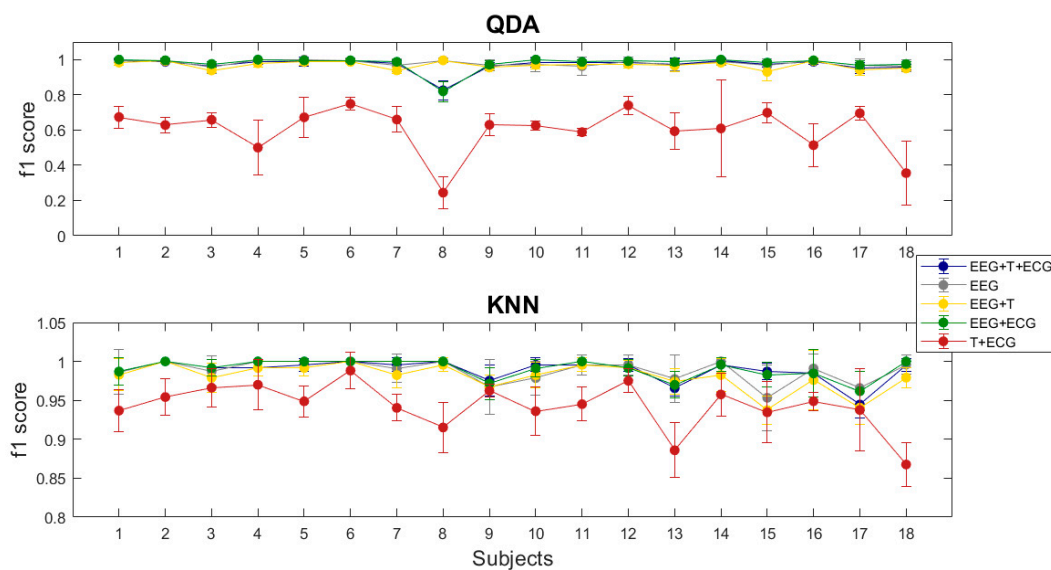 QDA
f1 score
1
0.8
0.6
0.4
0.2
0
1 2 3 4 5 6 7 8 9 10 11 12 13 14 15 16 17 18
EEG+T+ECG
EEG
EEG+T
EEG+ECG
T+ECG
KNN
f1 score
1.05
1
0.95
0.9
0.85
0.8
1 2 3 4 5 6 7 8 9 10 11 12 13 14 15 16 17 18
Subjects